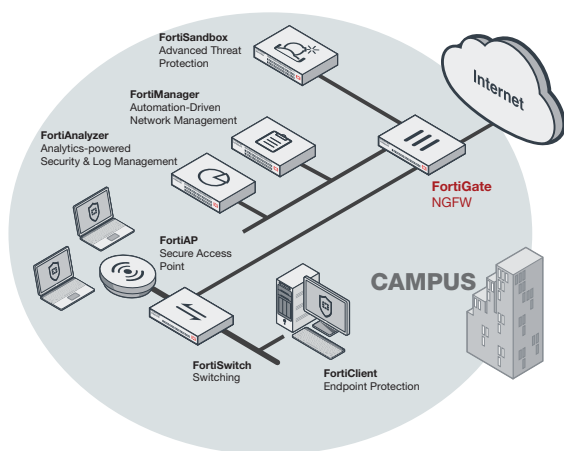 FortiSandbox
Advanced Threat
Protection
Internet
FortiManager
Automation-Driven
Network Management
FortiAnalyzer
Analytics-powered
Security & Log Management
FortiGate
NGFW
FortiAP
Secure Access
Point
CAMPUS
FortiSwitch
Switching
FortiClient
Endpoint Protection